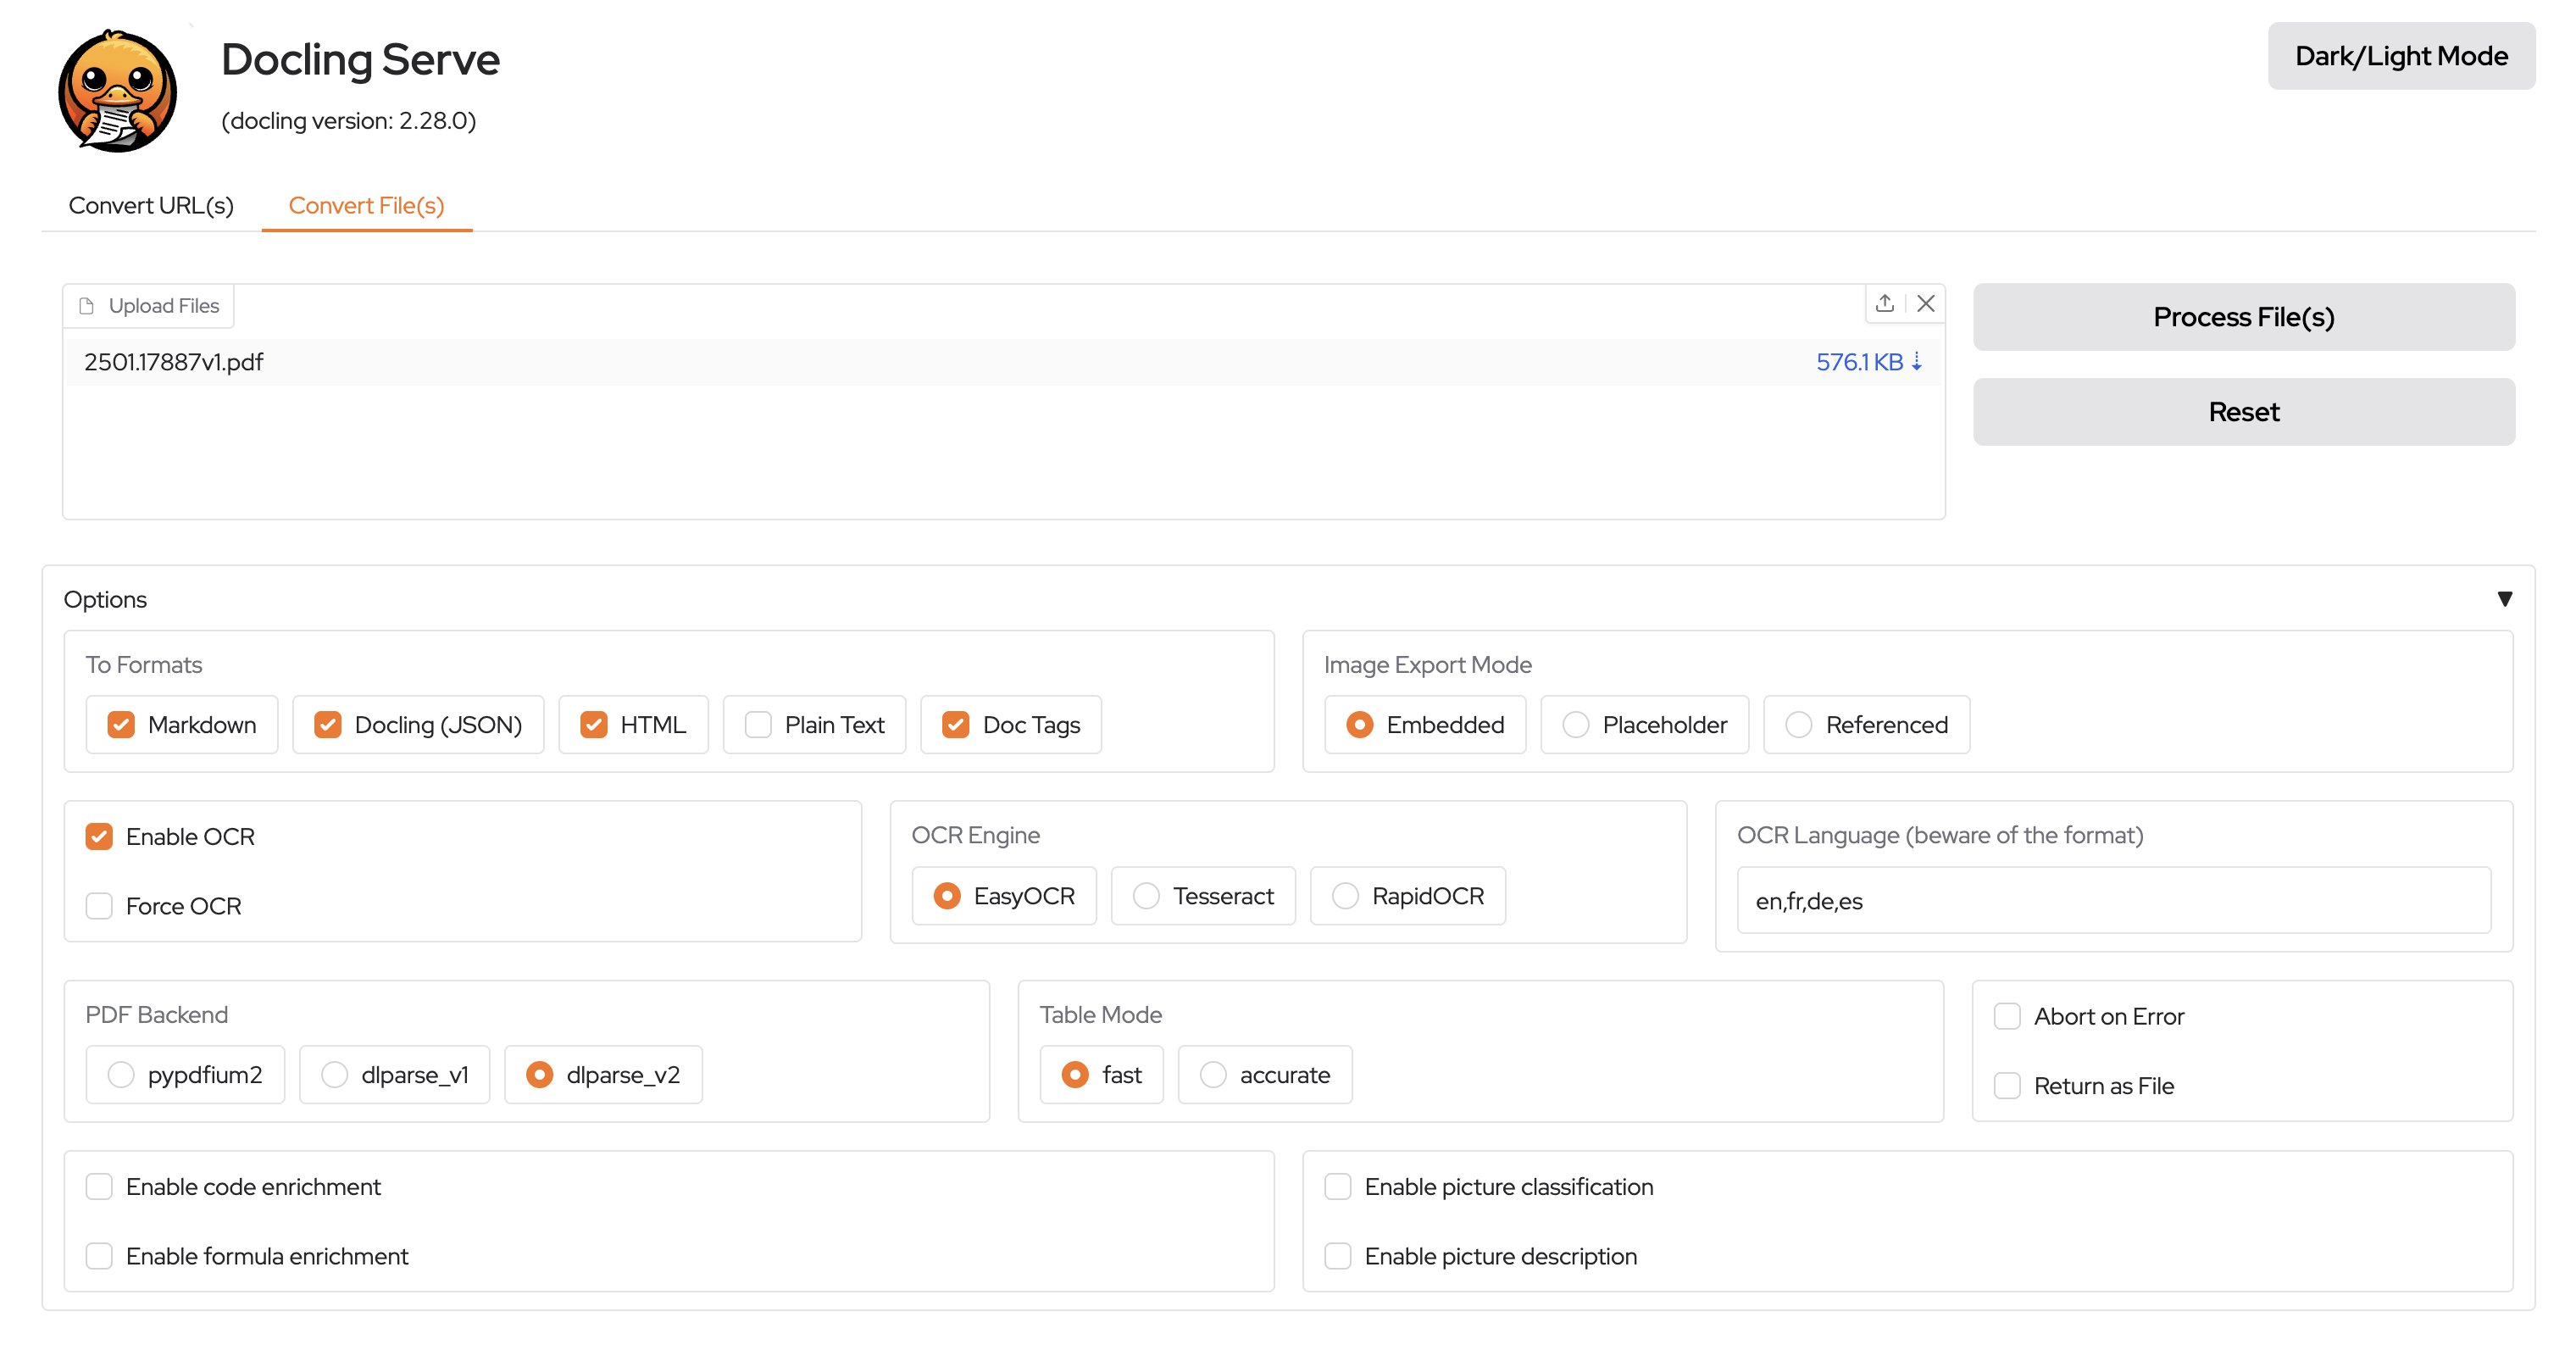 Docling Serve
Dark/Light Mode
(docling version: 2.28.0)
Convert URL(s)
Convert File(s)
Upload Files
2501.17887v1.pdf
576.1 KB ⇣
Process File(s)
Reset
Options
To Formats
Markdown
Docling (JSON)
HTML
Plain Text
Doc Tags
Image Export Mode
Embedded
Placeholder
Referenced
Enable OCR
Force OCR
OCR Engine
EasyOCR
Tesseract
RapidOCR
OCR Language (beware of the format)
en,fr,de,es
PDF Backend
pypdfium2
dlparse_v1
dlparse_v2
Table Mode
fast
accurate
Abort on Error
Return as File
Enable code enrichment
Enable formula enrichment
Enable picture classification
Enable picture description